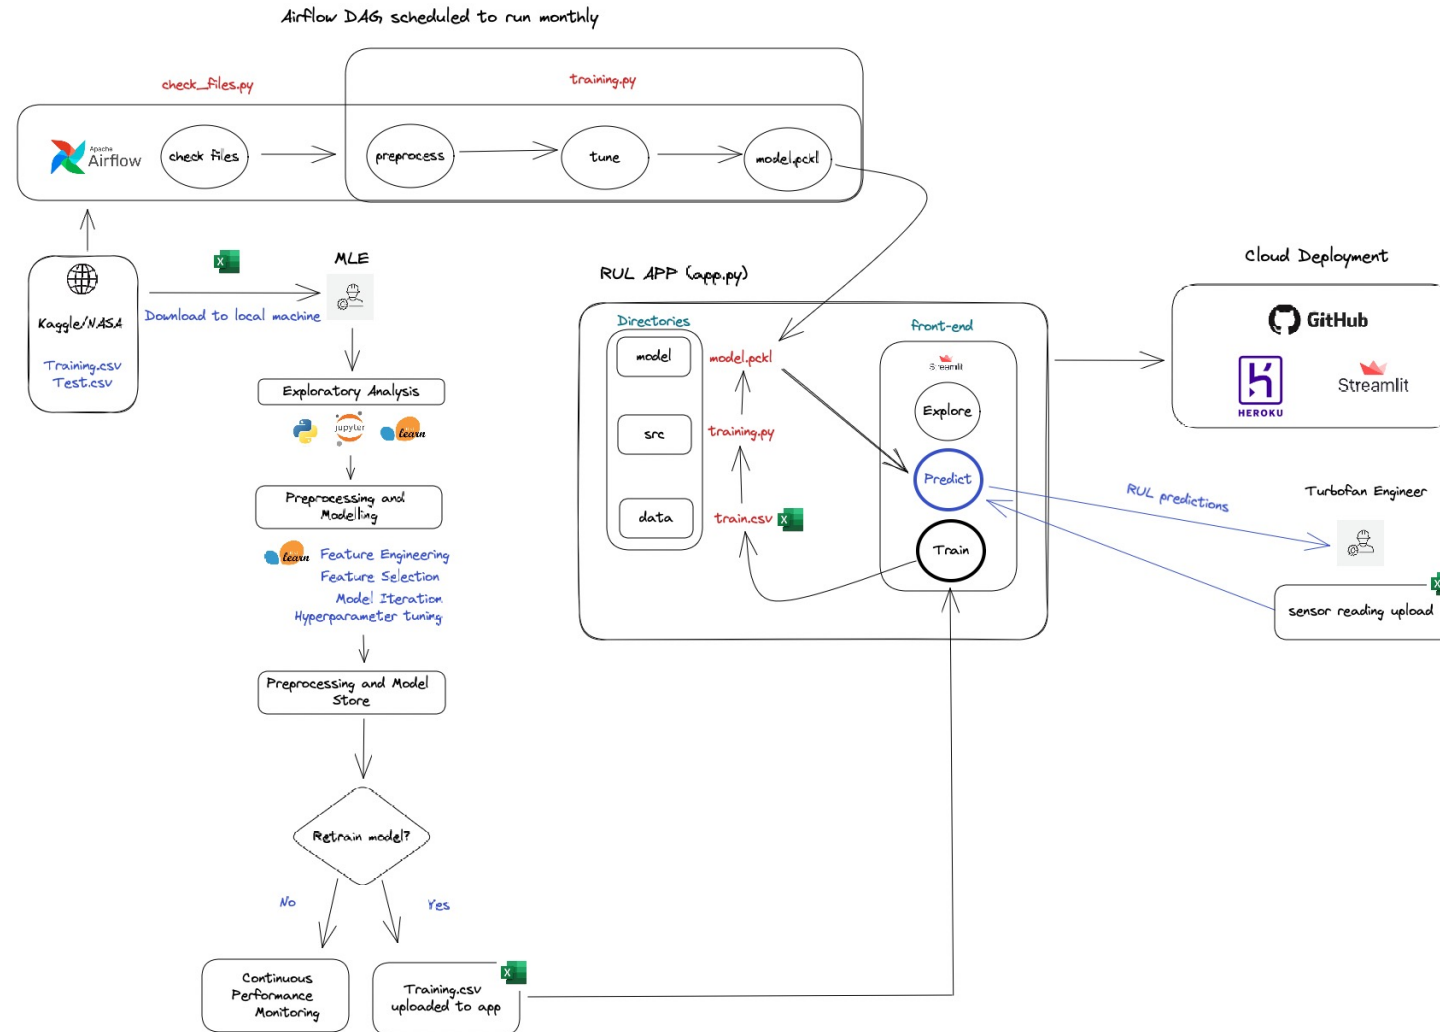 Airflow DAG, scheduled to run monthly
check_files.py
training.py
Apache
Airflow
check files
preprocess
tune
model.pckl
Kaggle/NASA
Training.csv
Test.csv
Download to local machine
MLE
Exploratory Analysis
jupyter
learn
Preprocessing and
Modelling
learn
Feature Engineering
Feature Selection
Model Iteration
Hyperparameter tuning
Preprocessing and Model
Store
Retrain model?
No
Yes
Continuous
Performance
Monitoring
Training.csv
uploaded to app
RUL APP (app.py)
Directories
model
src
data
model.pckl
training.py
train.csv
front-end
Streamlit
Explore
Predict
Train
Cloud Deployment
GitHub
HEROKU
Streamlit
RUL predictions
Turbofan Engineer
sensor reading upload